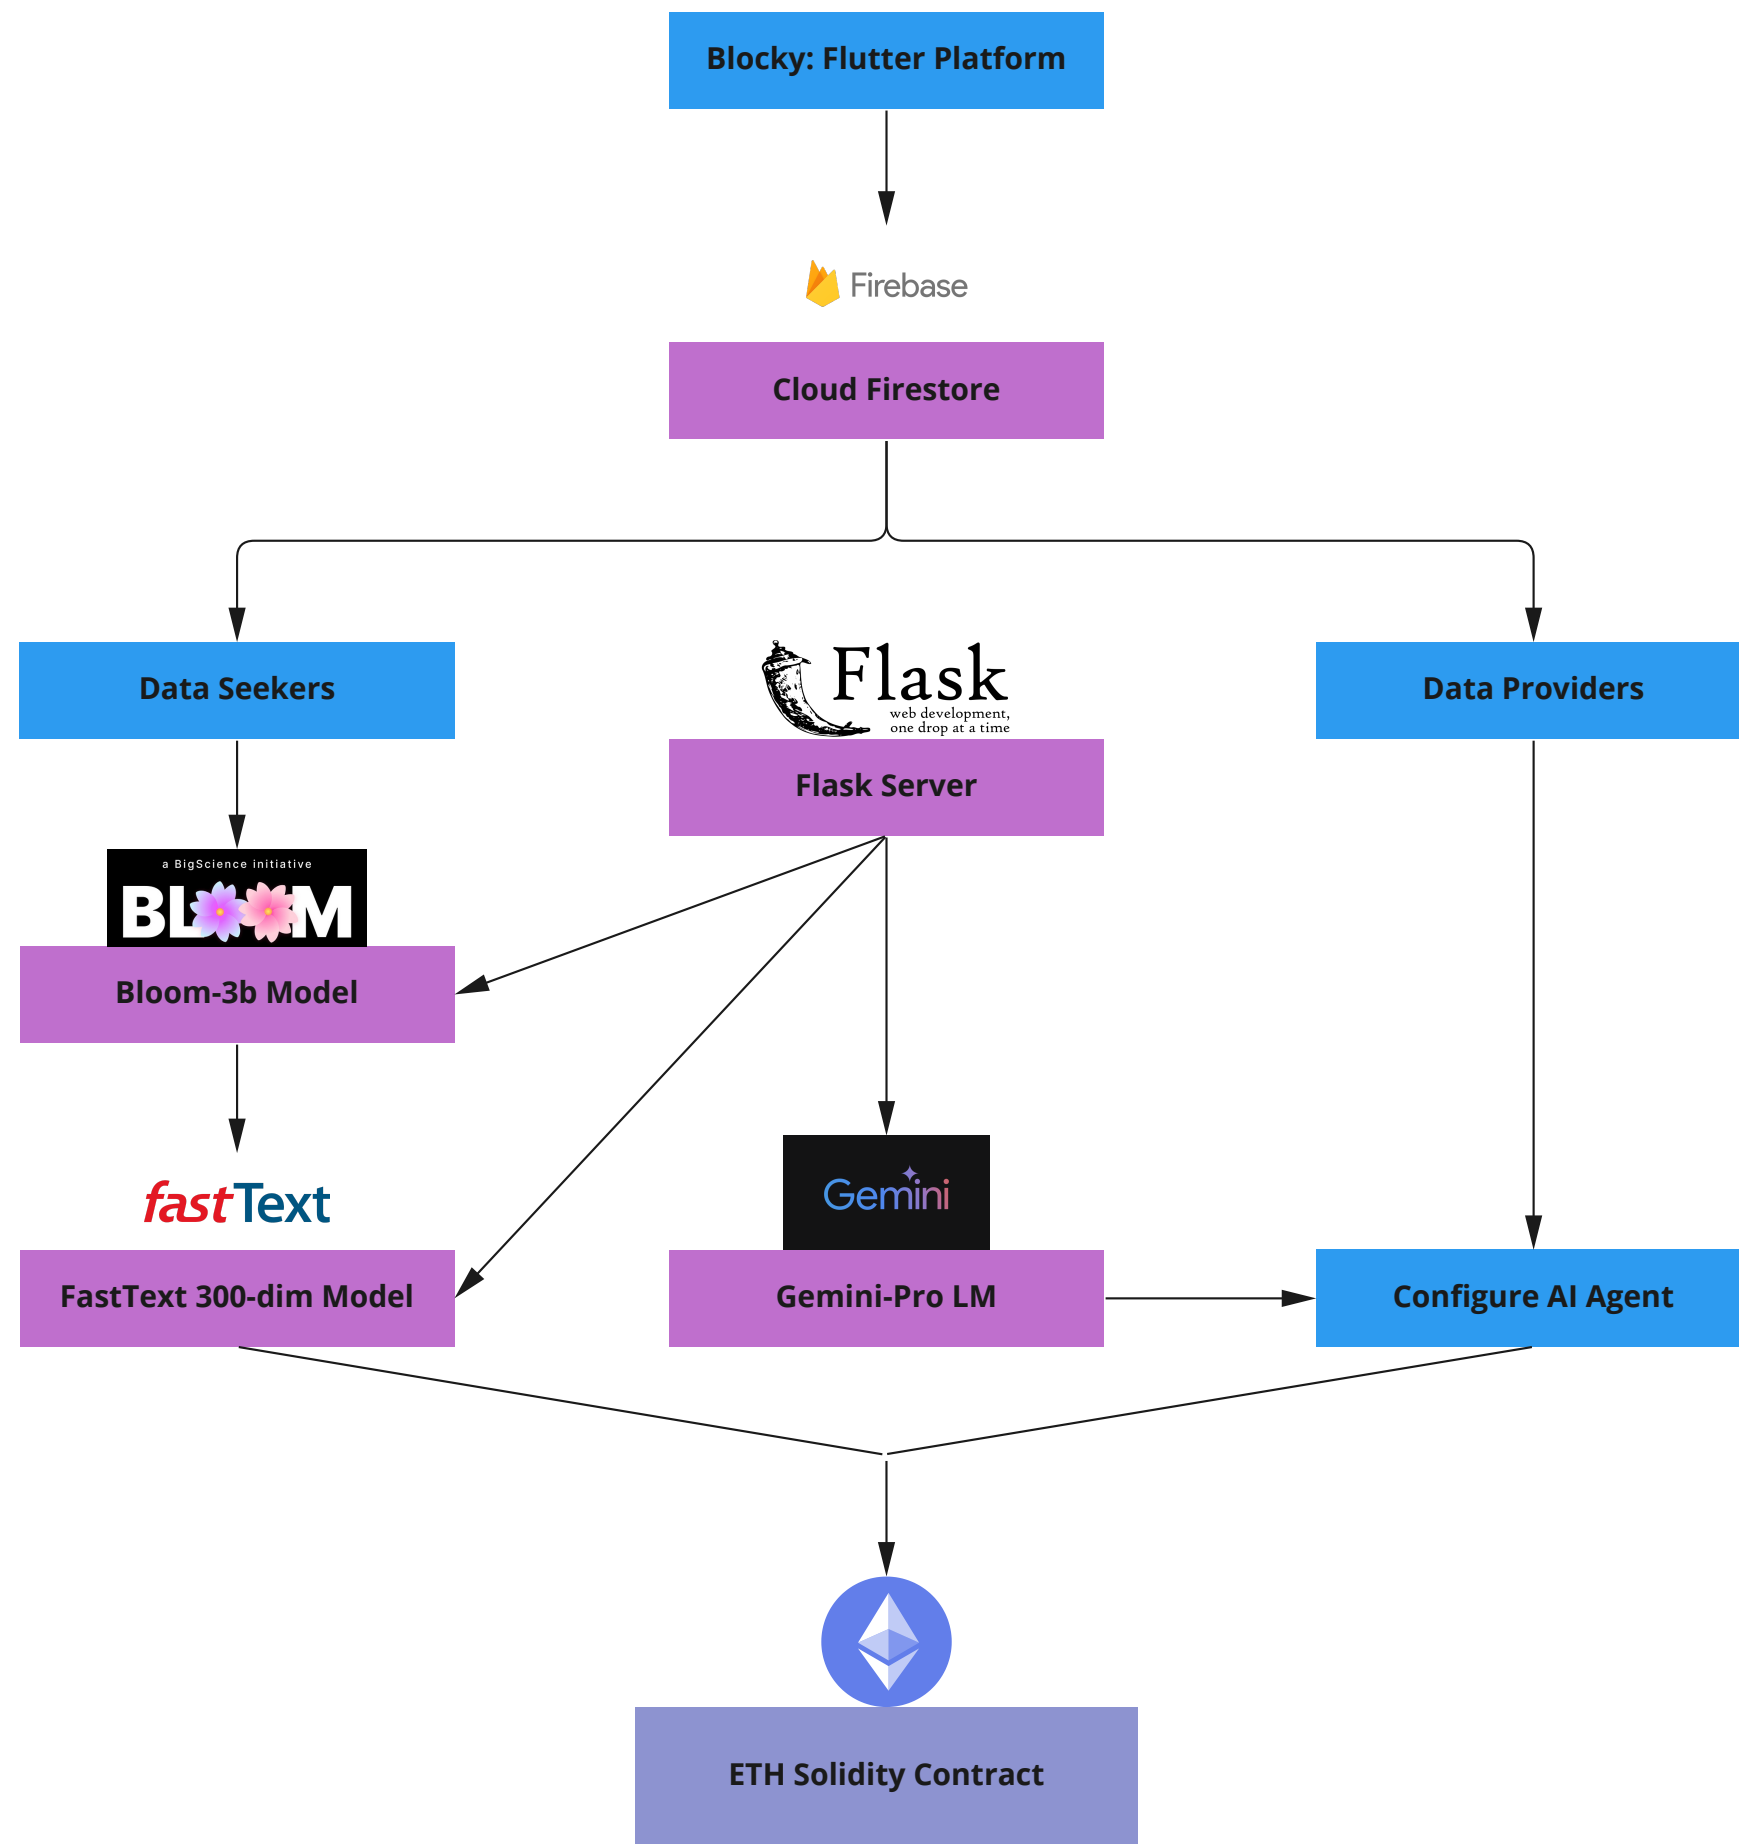 Blocky: Flutter Platform
Firebase
Cloud Firestore
Data Seekers
Flask
web development,
one drop at a time
Data Providers
Flask Server
a BigScience initiative
BLOOM
Bloom-3b Model
fastText
Gemini
FastText 300-dim Model
Gemini-Pro LM
Configure AI Agent
ETH Solidity Contract